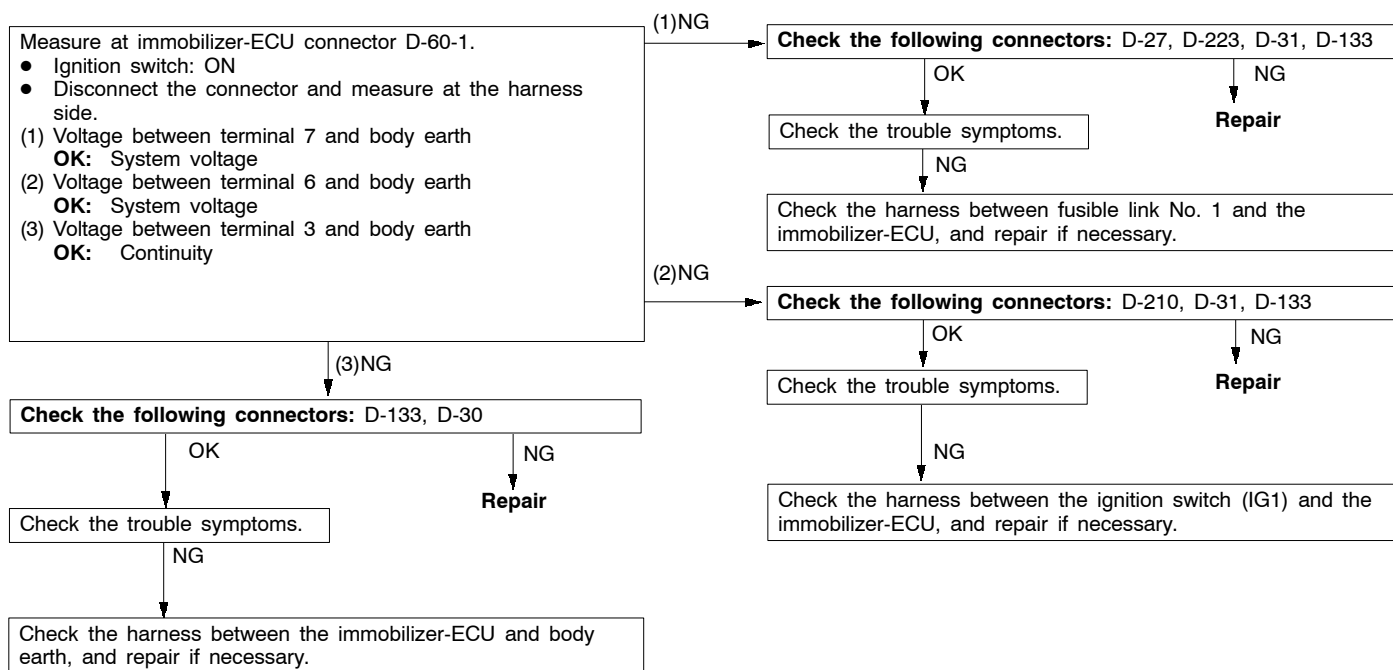 Measure at immobilizer-ECU connector D-60-1.
● Ignition switch: ON
● Disconnect the connector and measure at the harness
side.
(1) Voltage between terminal 7 and body earth
OK: System voltage
(2) Voltage between terminal 6 and body earth
OK: System voltage
(3) Voltage between terminal 3 and body earth
OK: Continuity
(1)NG
Check the following connectors: D-27, D-223, D-31, D-133
OK
NG
Repair
Check the trouble symptoms.
NG
Check the harness between fusible link No. 1 and the
immobilizer-ECU, and repair if necessary.
(2)NG
Check the following connectors: D-210, D-31, D-133
OK
NG
Repair
Check the trouble symptoms.
NG
Check the harness between the ignition switch (IG1) and the
immobilizer-ECU, and repair if necessary.
(3)NG
Check the following connectors: D-133, D-30
OK
NG
Repair
Check the trouble symptoms.
NG
Check the harness between the immobilizer-ECU and body
earth, and repair if necessary.